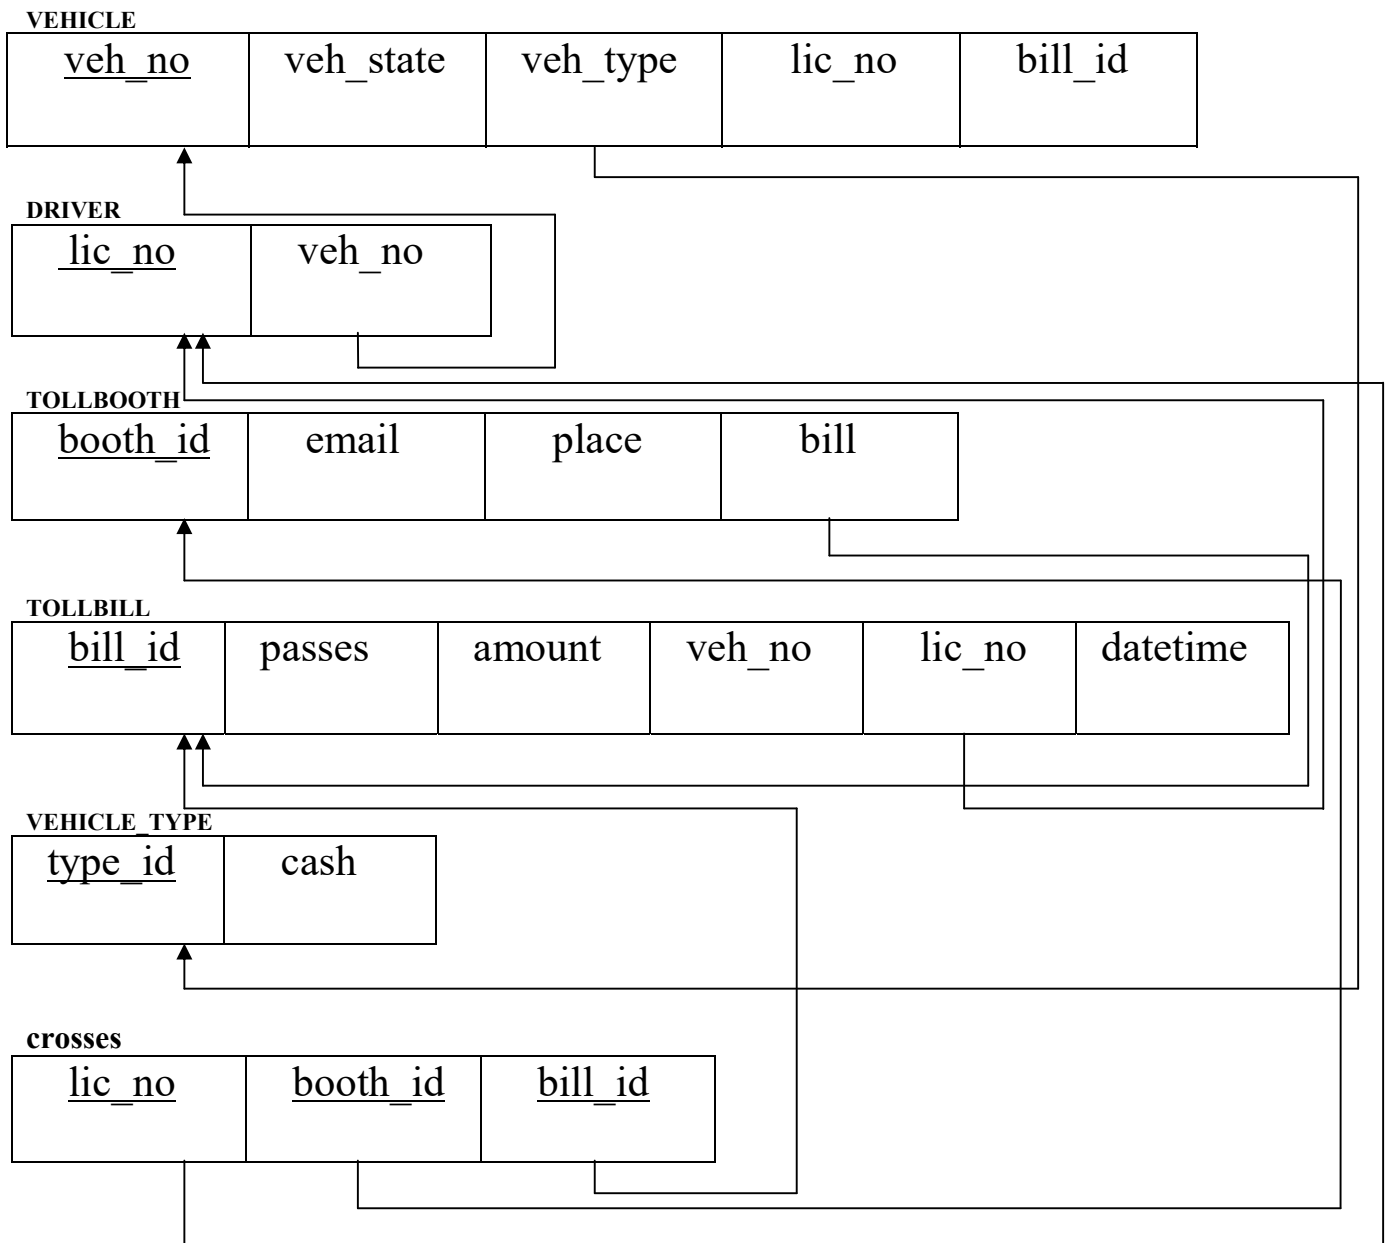 VEHICLE
veh_no veh_state veh_type lic_no bill_id
DRIVER
lic_no veh_no
TOLLBOOTH
booth_id email place bill
TOLLBILL
bill_id passes amount veh_no lic_no datetime
VEHICLE_TYPE
type_id cash
crosses
lic_no booth_id bill_id